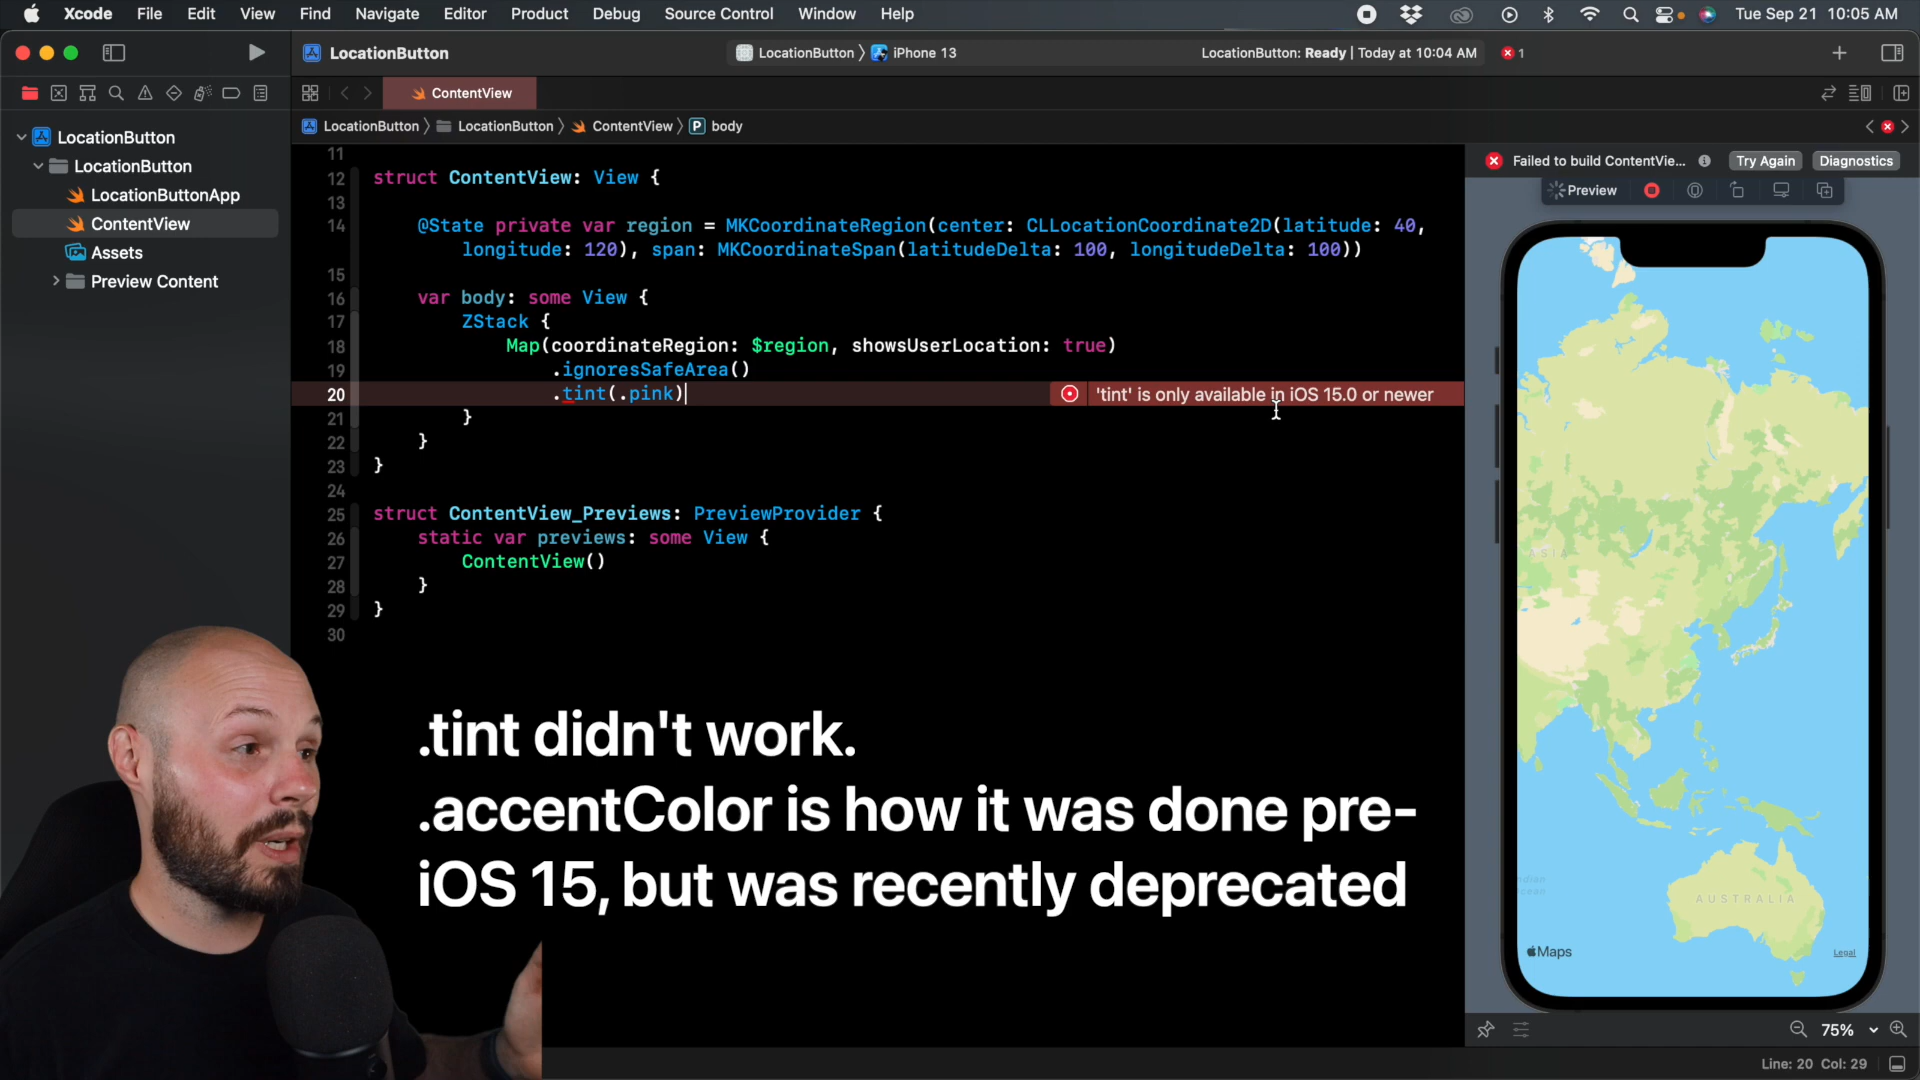 Xcode File Edit View Find Navigate Editor Product Debug Source Control Window Help Tue Sep 21 10:05 AM
LocationButton LocationButton iPhone 13 LocationButton: Ready | Today at 10:04 AM 1
ContentView
LocationButton LocationButton ContentView P body
LocationButton
LocationButton
LocationButtonApp
ContentView
Assets
Preview Content
11
12 struct ContentView: View {
13
14 @State private var region = MKCoordinateRegion(center: CLLocationCoordinate2D(latitude: 40,
longitude: 120), span: MKCoordinateSpan(latitudeDelta: 100, longitudeDelta: 100))
15
16 var body: some View {
17 ZStack {
18 Map(coordinateRegion: $region, showsUserLocation: true)
19 .ignoresSafeArea()
20 .tint(.pink) 'tint' is only available in iOS 15.0 or newer
21 }
22 }
23 }
24
25 struct ContentView_Previews: PreviewProvider {
26 static var previews: some View {
27 ContentView()
28 }
29 }
30
Failed to build ContentVie... Try Again Diagnostics
Preview
ASIA
AUSTRALIA
Maps Legal
.tint didn't work.
.accentColor is how it was done pre-
iOS 15, but was recently deprecated
75%
Line: 20 Col: 29